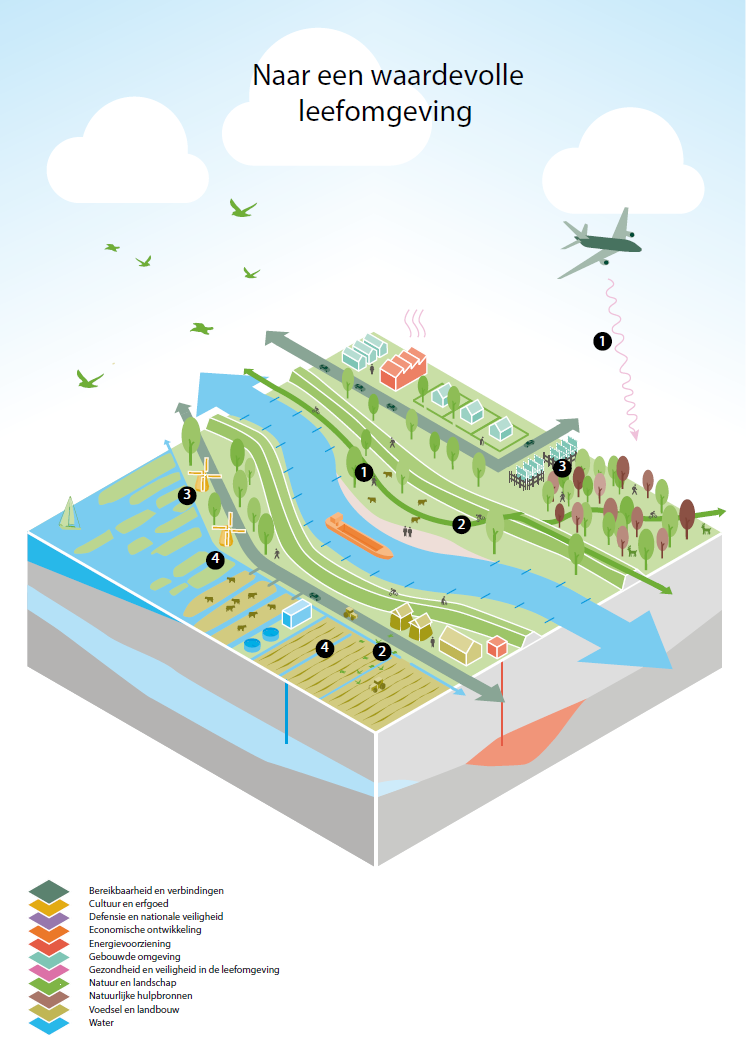 Naar een waardevolle
leefomgeving
1
3
1
3
2
4
4
2
Bereikbaarheid en verbindingen
Cultuur en erfgoed
Defensie en nationale veiligheid
Economische ontwikkeling
Energievoorziening
Gebouwde omgeving
Gezondheid en veiligheid in de leefomgeving
Natuur en landschap
Natuurlijke hulpbronnen
Voedsel en landbouw
Water